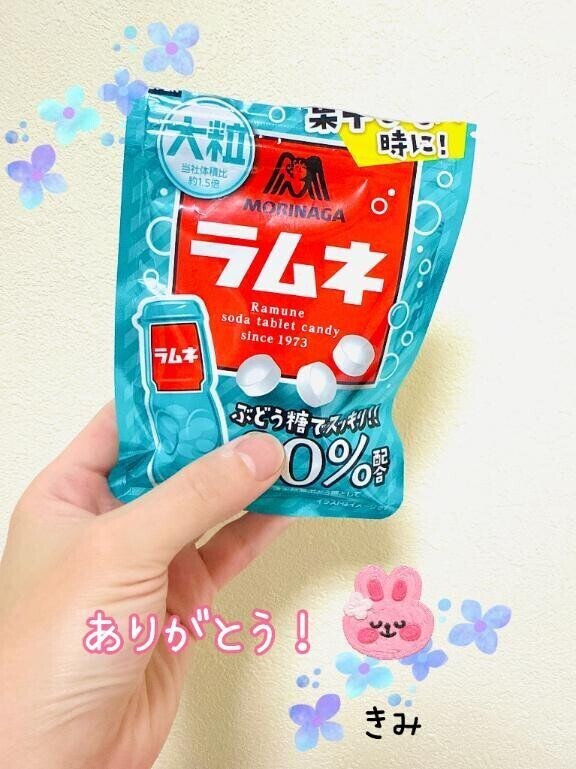 大粒
当社体積比
約1.5倍
時に!
MORINAGA
ラムネ
Ramune
soda tablet candy
since 1973
ラムネ
ぶどう糖でスッキリ!!
0%配合
ありがとう!
きみ